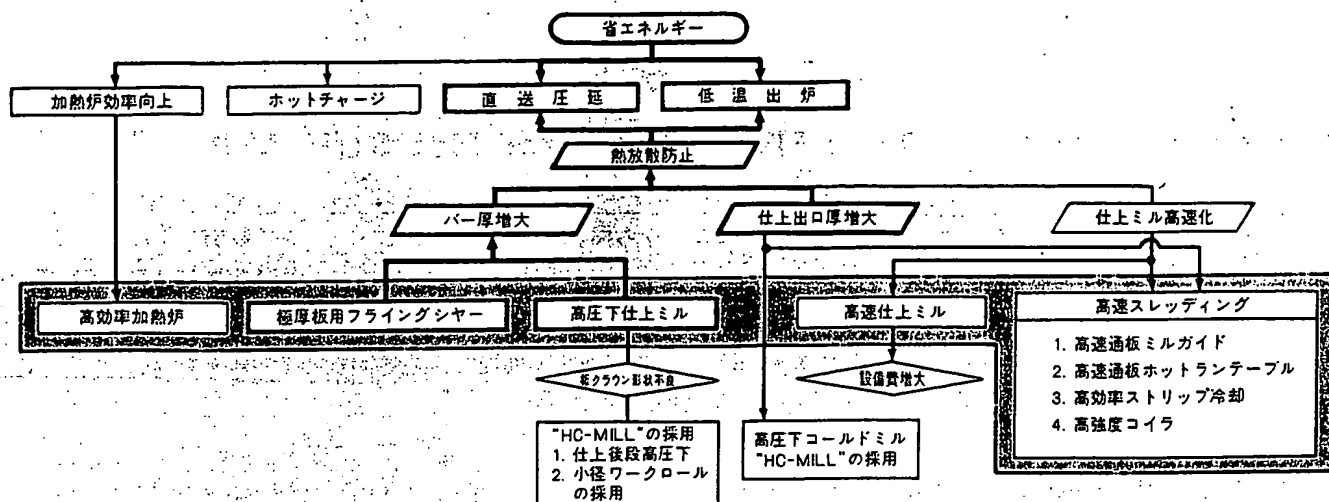 省エネルギー
加熱炉効率向上
ホットチャージ
直送圧延
低温出炉
熱放散防止
バー厚増大
仕上出口厚増大
仕上ミル高速化
高効率加熱炉
極厚板用フライングシヤー
高圧下仕上ミル
高速仕上ミル
高速スレッディング
1. 高速通板ミルガイド
2. 高速通板ホットランテーブル
3. 高効率ストリップ冷却
4. 高強度コイラ
板クラウン形状不良
設備費増大
"HC-MILL"の採用
1. 仕上後段高圧下
2. 小径ワークロール
の採用
高圧下コールドミル
"HC-MILL"の採用